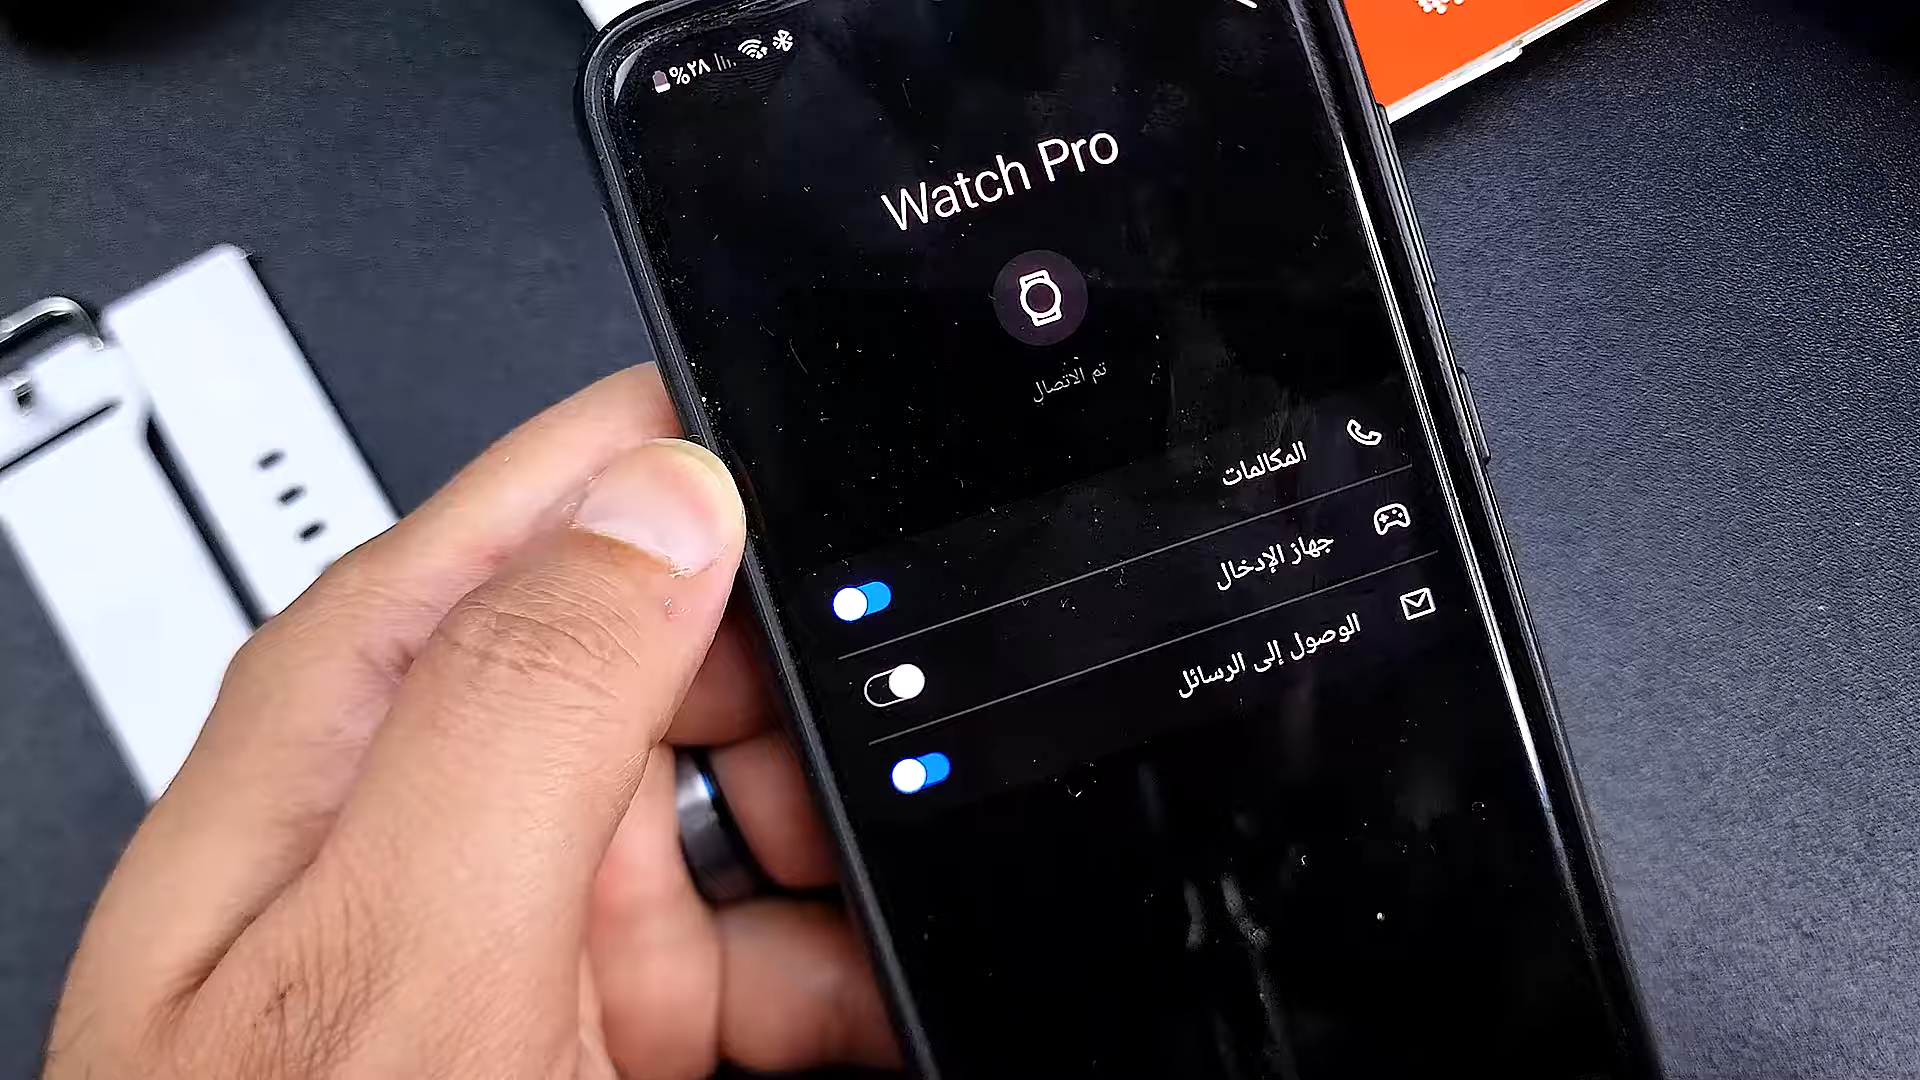 %٢٨
Watch Pro
تم الاتصال
المكالمات
جهاز الإدخال
الوصول إلى الرسائل